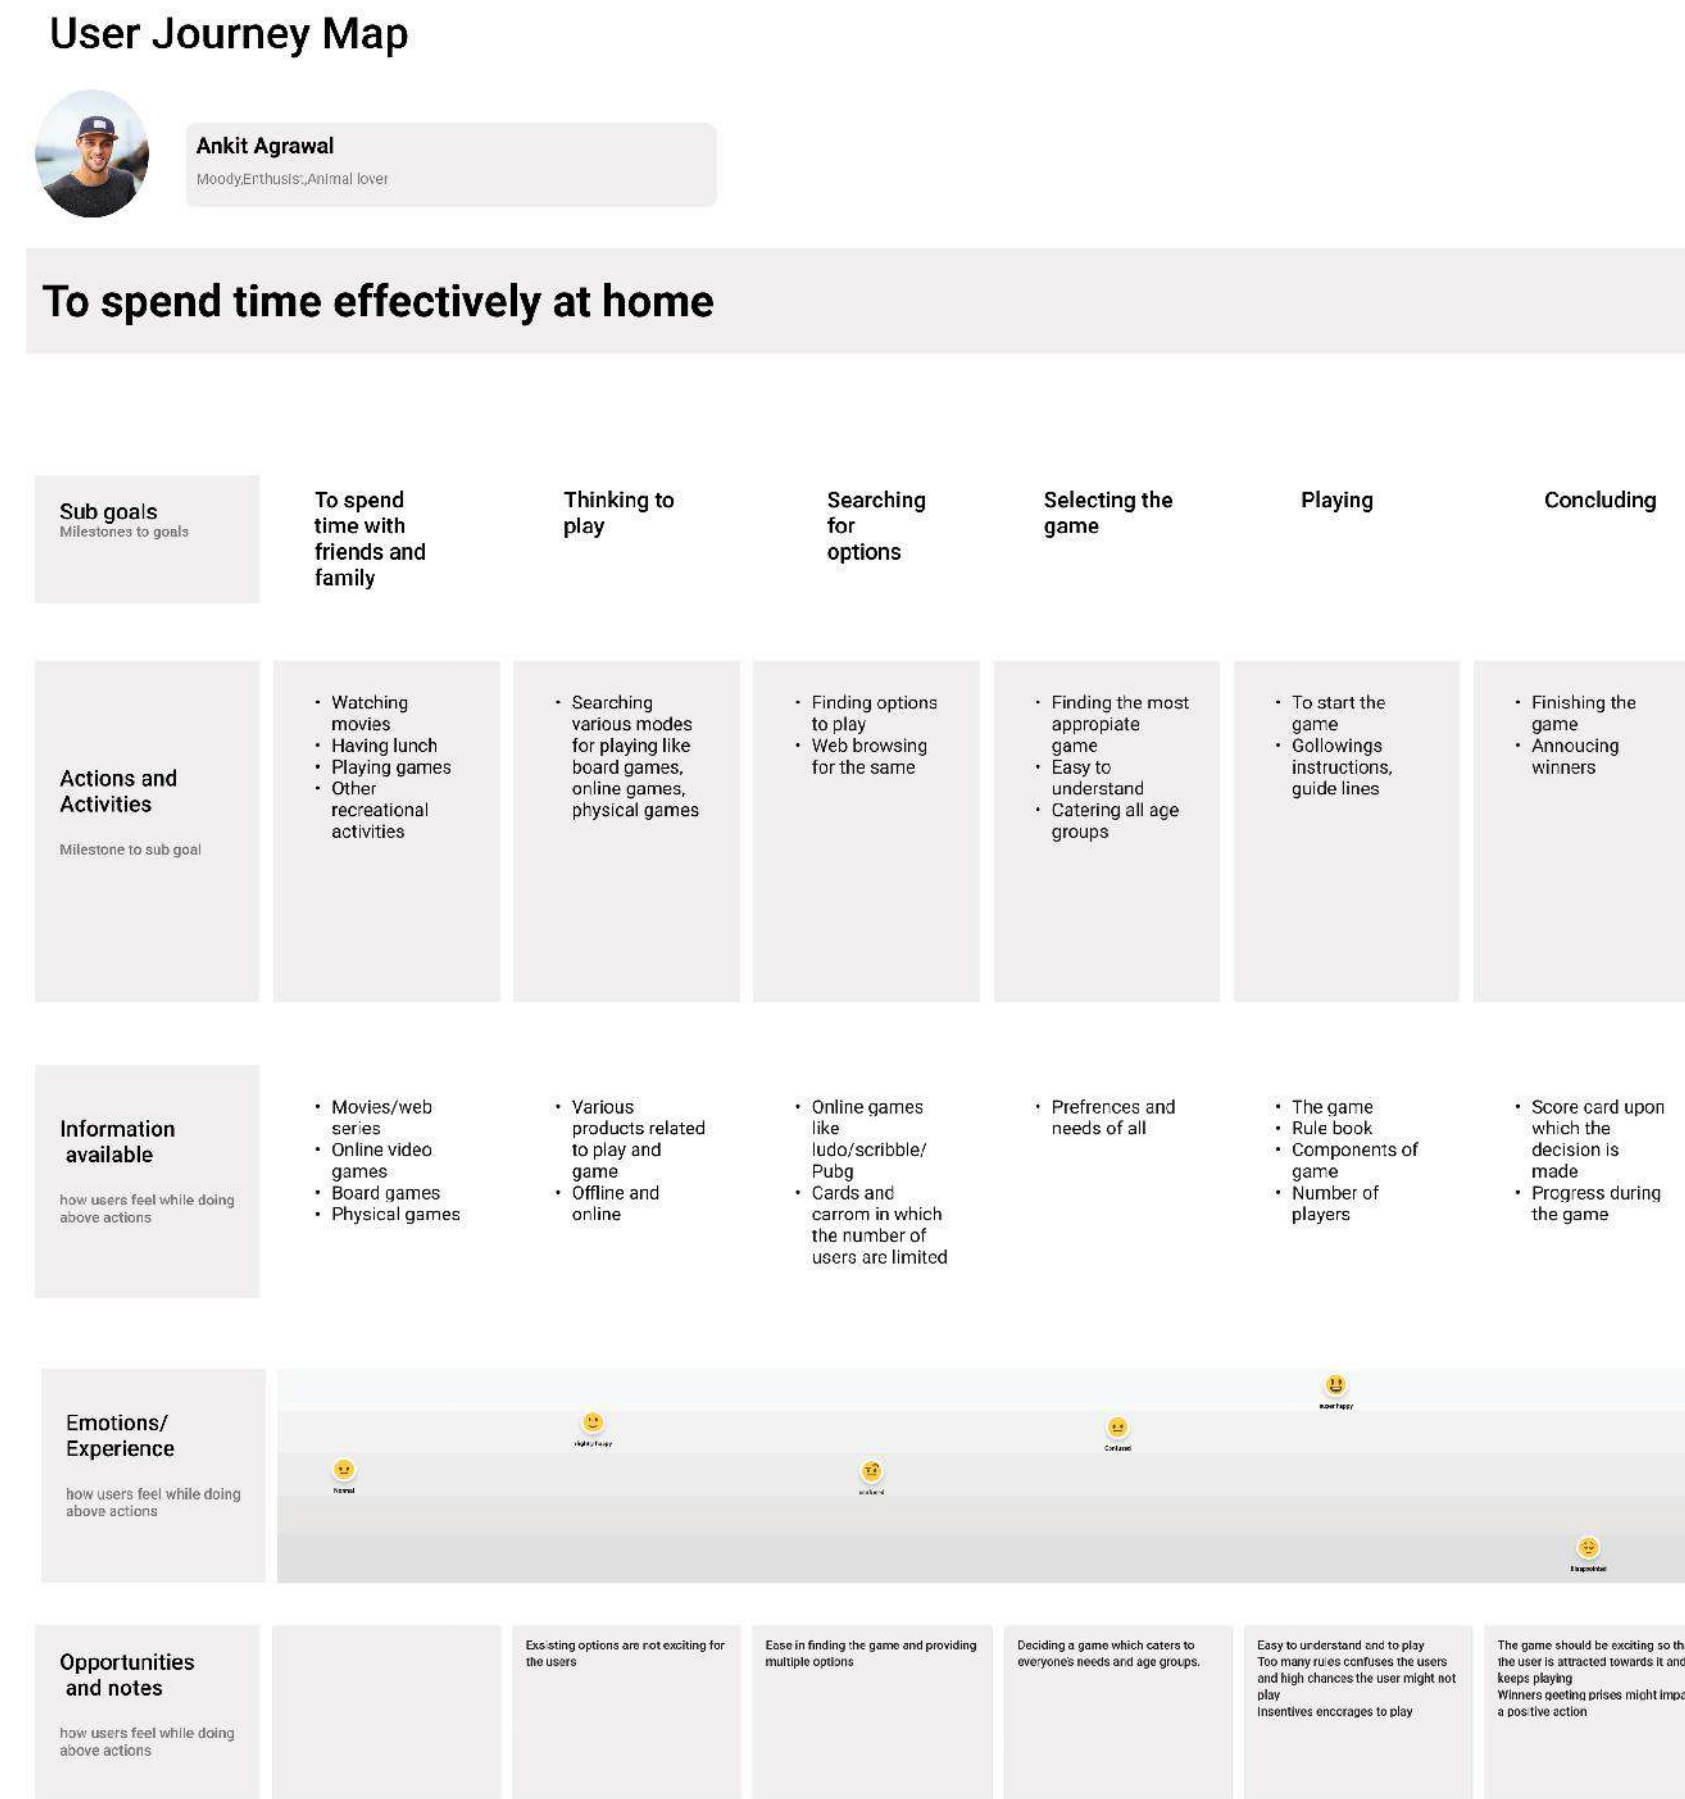 User Journey Map
Ankit Agrawal
Moody,Enthusist,Animal lover
To spend time effectively at home
Sub goals
Milestones to goals
To spend
time with
friends and
family
Thinking to
play
Searching
for
options
Selecting the
game
Playing
Concluding
Actions and
Activities
Milestone to sub goal
• Watching
movies
• Having lunch
• Playing games
• Other
recreational
activities
• Searching
various modes
for playing like
board games,
online games,
physical games
• Finding options
to play
• Web browsing
for the same
• Finding the most
appropiate
game
• Easy to
understand
• Catering all age
groups
• To start the
game
• Gollowings
instructions,
guide lines
• Finishing the
game
• Annoucing
winners
Information
available
how users feel while doing
above actions
• Movies/web
series
• Online video
games
• Board games
• Physical games
• Various
products related
to play and
game
• Offline and
online
• Online games
like
ludo/scribble/
Pubg
• Cards and
carrom in which
the number of
users are limited
• Prefrences and
needs of all
• The game
• Rule book
• Components of
game
• Number of
players
• Score card upon
which the
decision is
made
• Progress during
the game
Emotions/
Experience
how users feel while doing
above actions
Normal
slightly happy
confused
Confused
super happy
Disappointed
Opportunities
and notes
how users feel while doing
above actions
Exsisting options are not exciting for
the users
Ease in finding the game and providing
multiple options
Deciding a game which caters to
everyone's needs and age groups.
Easy to understand and to play
Too many rules confuses the users
and high chances the user might not
play
Insentives encorages to play
The game should be exciting so th
the user is attracted towards it and
keeps playing
Winners geeting prises might impa
a positive action